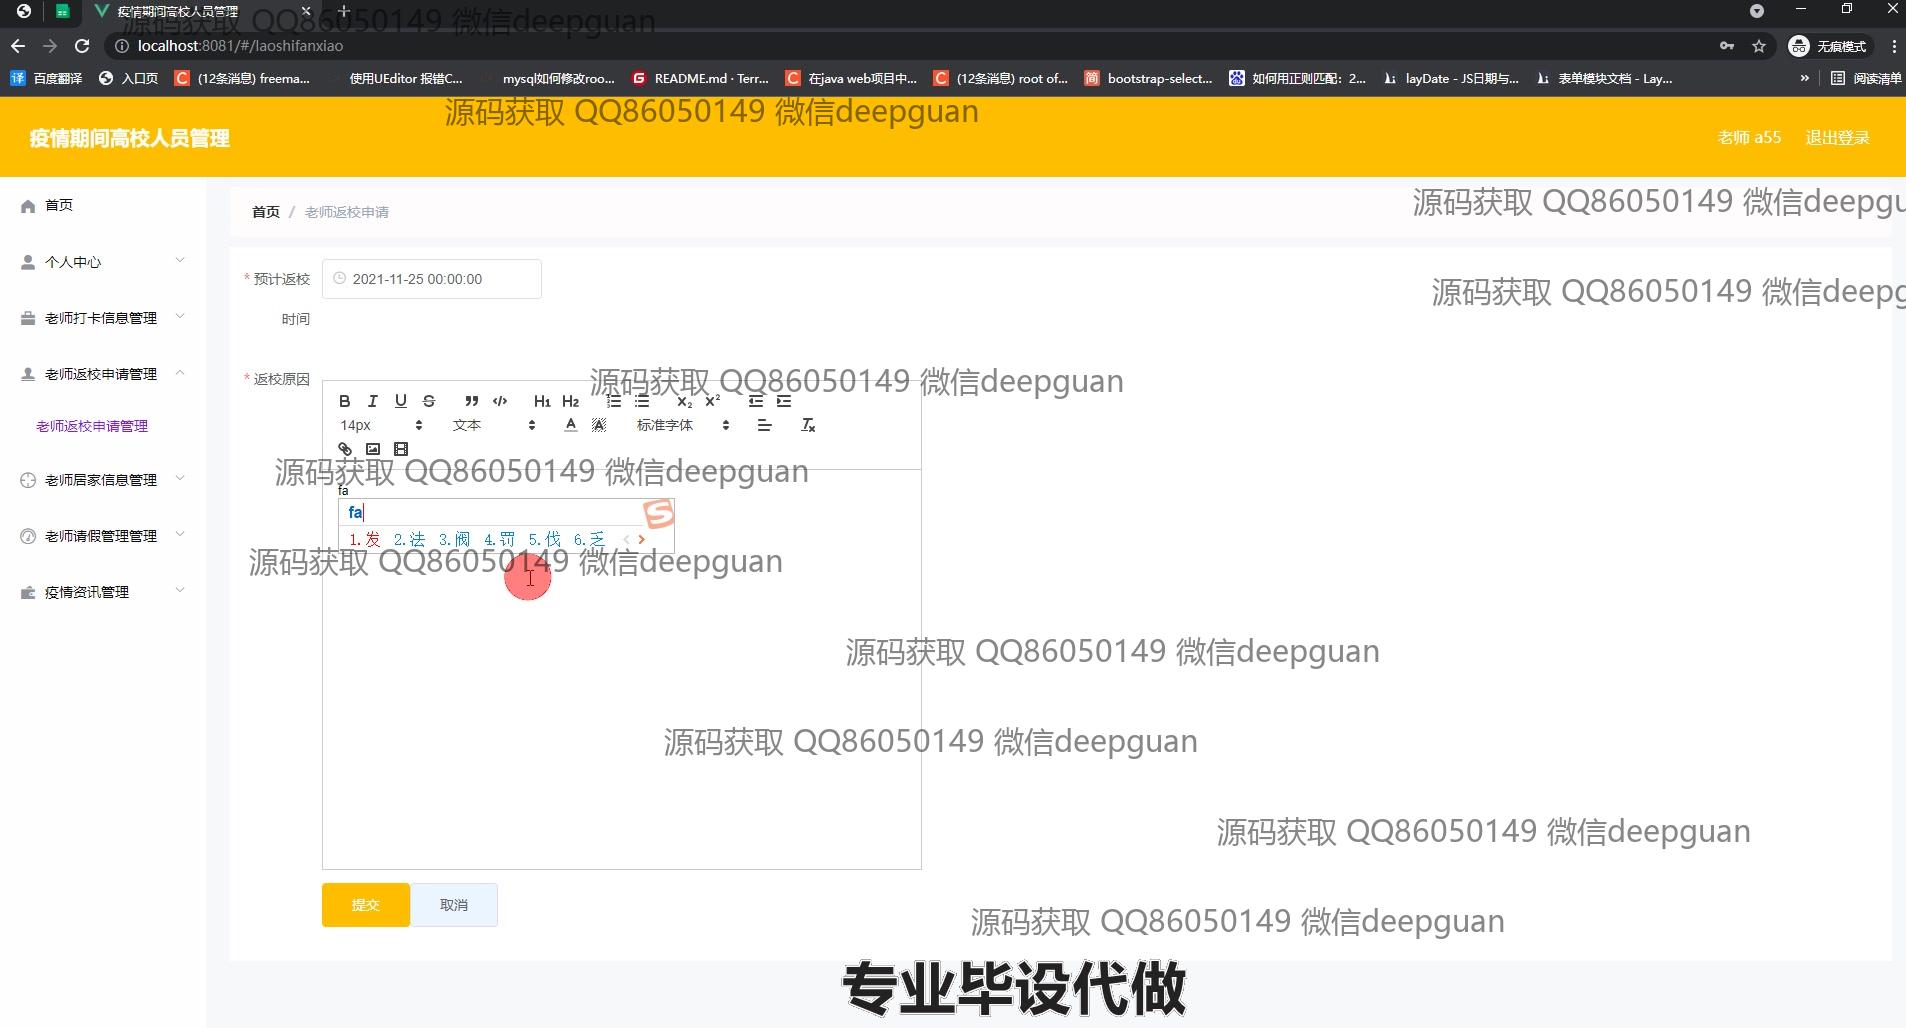 疫情期间高校人员管理
源码获取 QQ86050149 微信deepguan
localhost:8081/#/laoshifanxiao
无痕模式
百度翻译 入口页 (12条消息) freema... 使用UEditor 报错C... mysql如何修改roo... README.md · Terr... 在java web项目中... (12条消息) root of... bootstrap-select... 如何用正则匹配：2... layDate - JS日期与... 表单模块文档 - Lay... » 阅读清单
源码获取 QQ86050149 微信deepguan
疫情期间高校人员管理
老师 a55 退出登录
源码获取 QQ86050149 微信deepgu
首页
首页 / 老师返校申请
个人中心
* 预计返校 2021-11-25 00:00:00
时间
源码获取 QQ86050149 微信deepg
老师打卡信息管理
老师返校申请管理
* 返校原因
源码获取 QQ86050149 微信deepguan
B I U S H1 H2 X2 X2
14px 文本 A A 标准字体 Tx
老师返校申请管理
源码获取 QQ86050149 微信deepguan
老师居家信息管理
fa
fa
1.发 2.法 3.阀 4.罚 5.伐 6.乏
老师请假管理管理
源码获取 QQ86050149 微信deepguan
疫情资讯管理
源码获取 QQ86050149 微信deepguan
源码获取 QQ86050149 微信deepguan
源码获取 QQ86050149 微信deepguan
提交 取消
源码获取 QQ86050149 微信deepguan
专业毕设代做